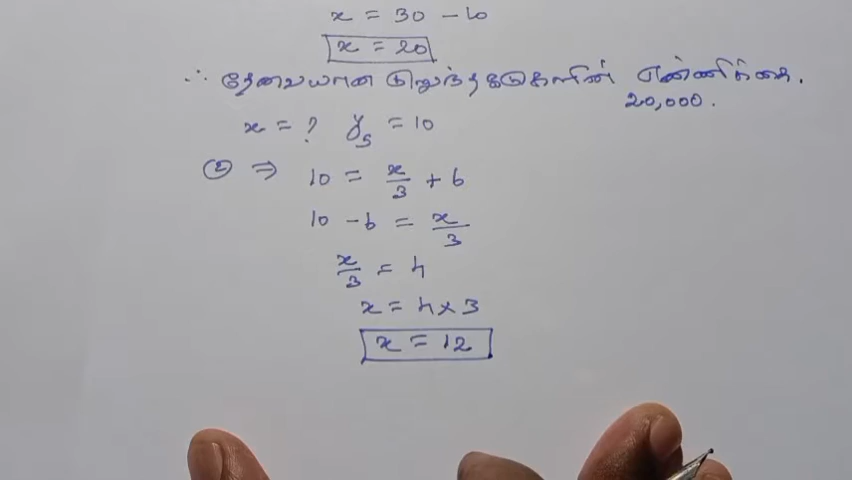 x = 30 - 10
x = 20
∴ தேவையான குறுந்தகடுகளின் எண்ணிக்கை.
20,000.
x = ? y_s = 10
② ⇒ 10 = x/3 + 6
10 - 6 = x/3
x/3 = 4
x = 4 × 3
x = 12